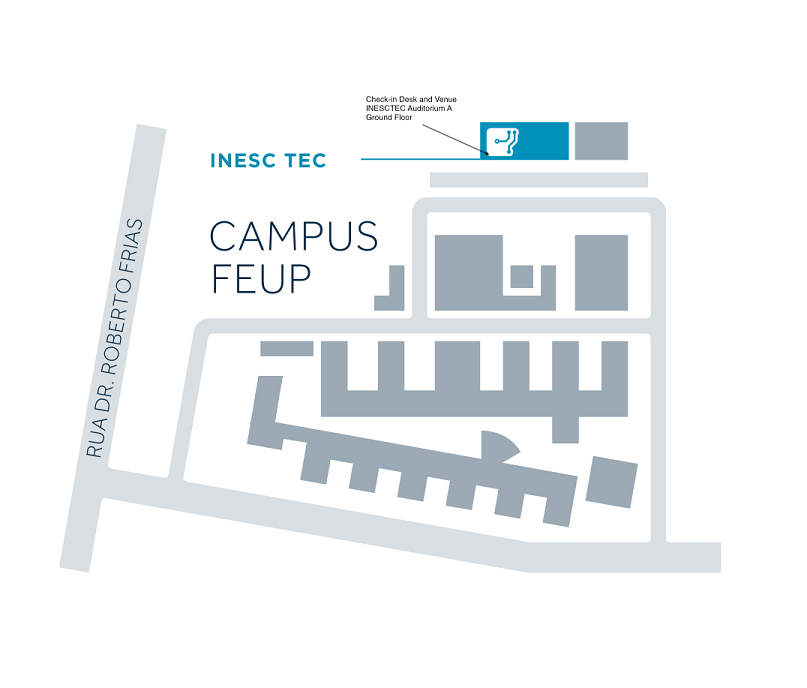 Check-in Desk and Venue
INESCTEC Auditorium A
Ground Floor
INESC TEC
CAMPUS
FEUP
RUA DR. ROBERTO FRIAS